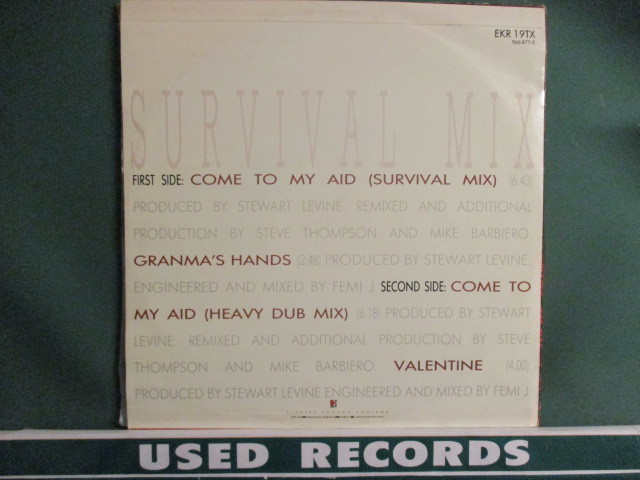 EKR 19TX
966 877-0
SURVIVAL MIX
FIRST SIDE: COME TO MY AID (SURVIVAL MIX) (6.43)
PRODUCED BY STEWART LEVINE. REMIXED AND ADDITIONAL
PRODUCTION BY STEVE THOMPSON AND MIKE BARBIERO.
GRANMA'S HANDS (2.48) PRODUCED BY STEWART LEVINE.
ENGINEERED AND MIXED BY FEMI J SECOND SIDE: COME TO
MY AID (HEAVY DUB MIX) (6.18) PRODUCED BY STEWART
LEVINE. REMIXED AND ADDITIONAL PRODUCTION BY STEVE
THOMPSON AND MIKE BARBIERO. VALENTINE (4.00)
PRODUCED BY STEWART LEVINE ENGINEERED AND MIXED BY FEMI J
USED RECORDS